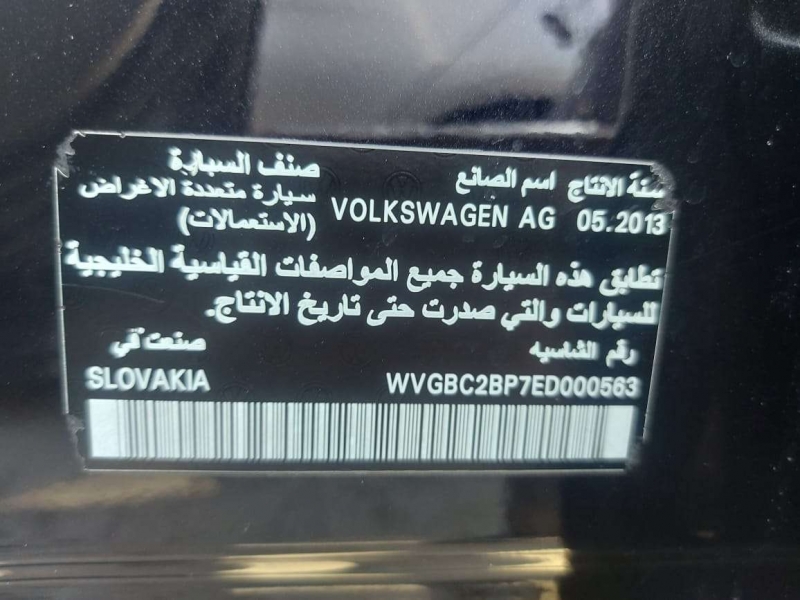 سنة الانتاج اسم الصانع صنف السيارة
05.2013 VOLKSWAGEN AG سيارة متعددة الاغراض
(الاستعمالات)
تطابق هذه السيارة جميع المواصفات القياسية الخليجية
للسيارات والتي صدرت حتى تاريخ الانتاج.
رقم الشاسيه صنعت في
WVGBC2BP7ED000563 SLOVAKIA